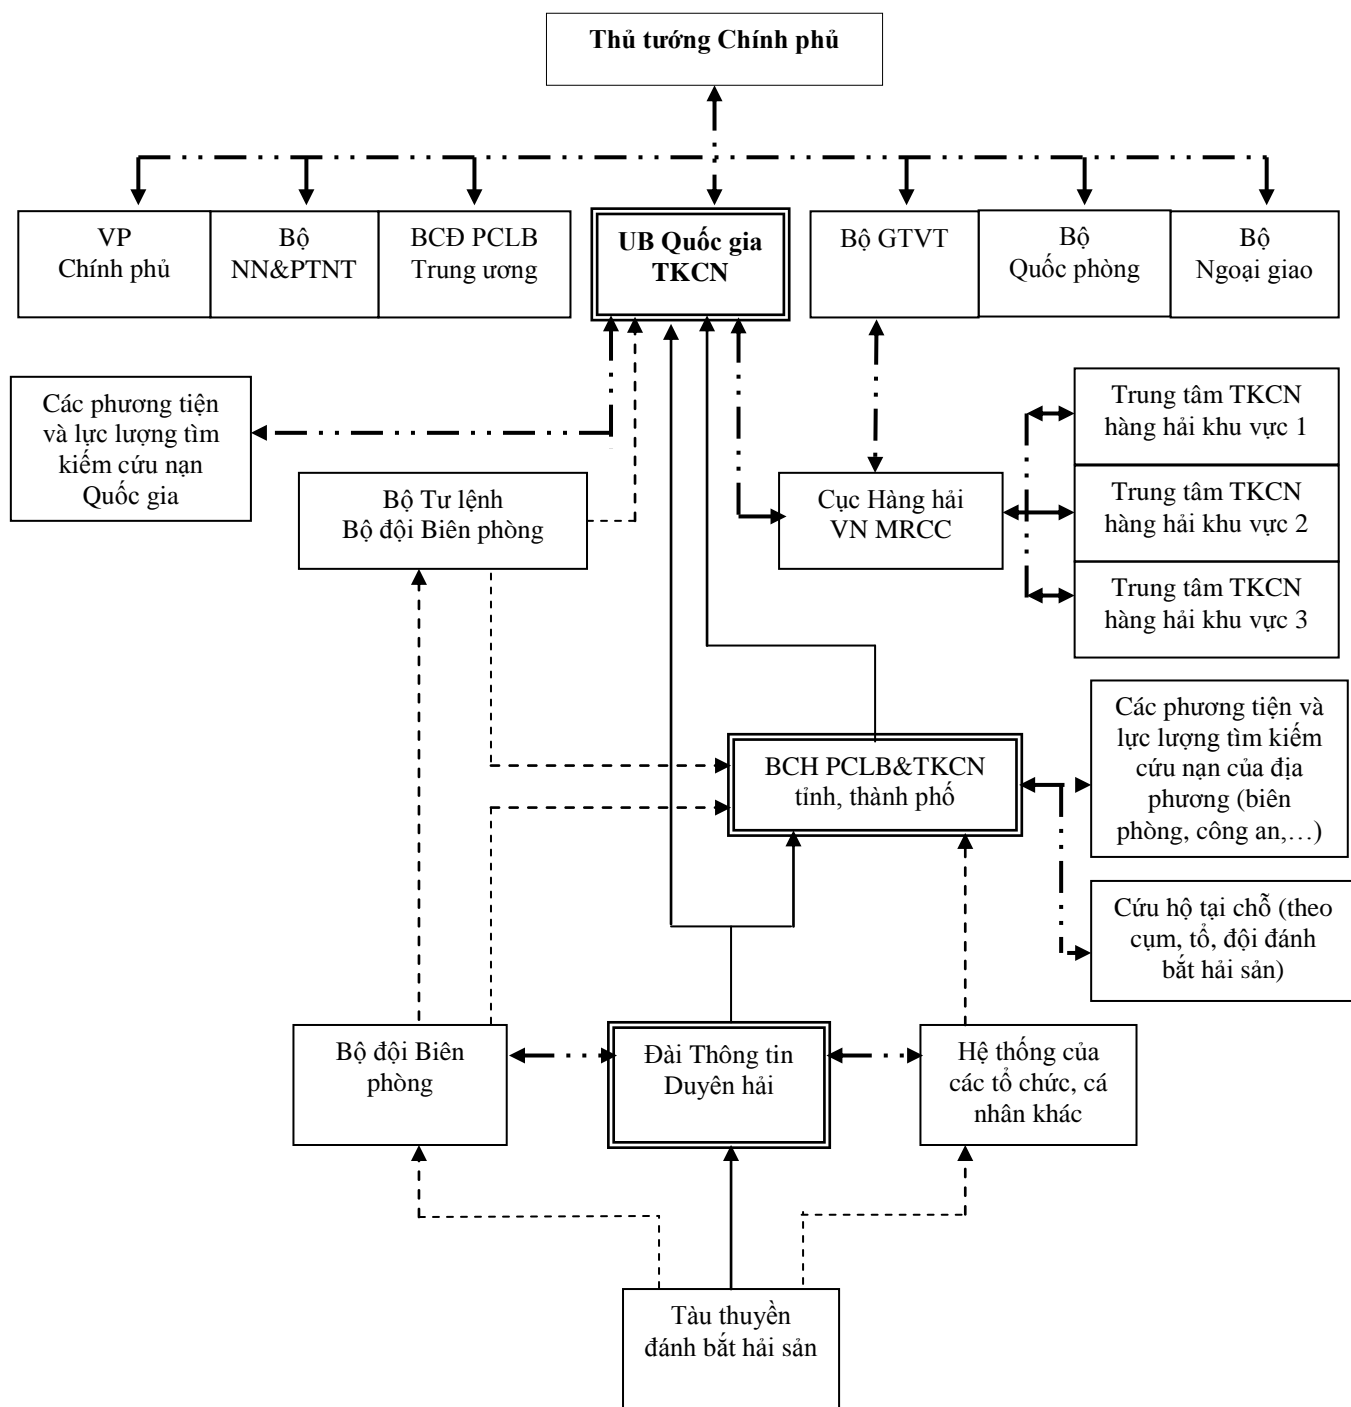 Thủ tướng Chính phủ
VP
Chính phủ
Bộ
NN&PTNT
BCĐ PCLB
Trung ương
UB Quốc gia
TKCN
Bộ GTVT
Bộ
Quốc phòng
Bộ
Ngoại giao
Các phương tiện
và lực lượng tìm
kiếm cứu nạn
Quốc gia
Bộ Tư lệnh
Bộ đội Biên phòng
Cục Hàng hải
VN MRCC
Trung tâm TKCN
hàng hải khu vực 1
Trung tâm TKCN
hàng hải khu vực 2
Trung tâm TKCN
hàng hải khu vực 3
BCH PCLB&TKCN
tỉnh, thành phố
Các phương tiện và
lực lượng tìm kiếm
cứu nạn của địa
phương (biên
phòng, công an,…)
Cứu hộ tại chỗ (theo
cụm, tổ, đội đánh
bắt hải sản)
Bộ đội Biên
phòng
Đài Thông tin
Duyên hải
Hệ thống của
các tổ chức, cá
nhân khác
Tàu thuyền
đánh bắt hải sản